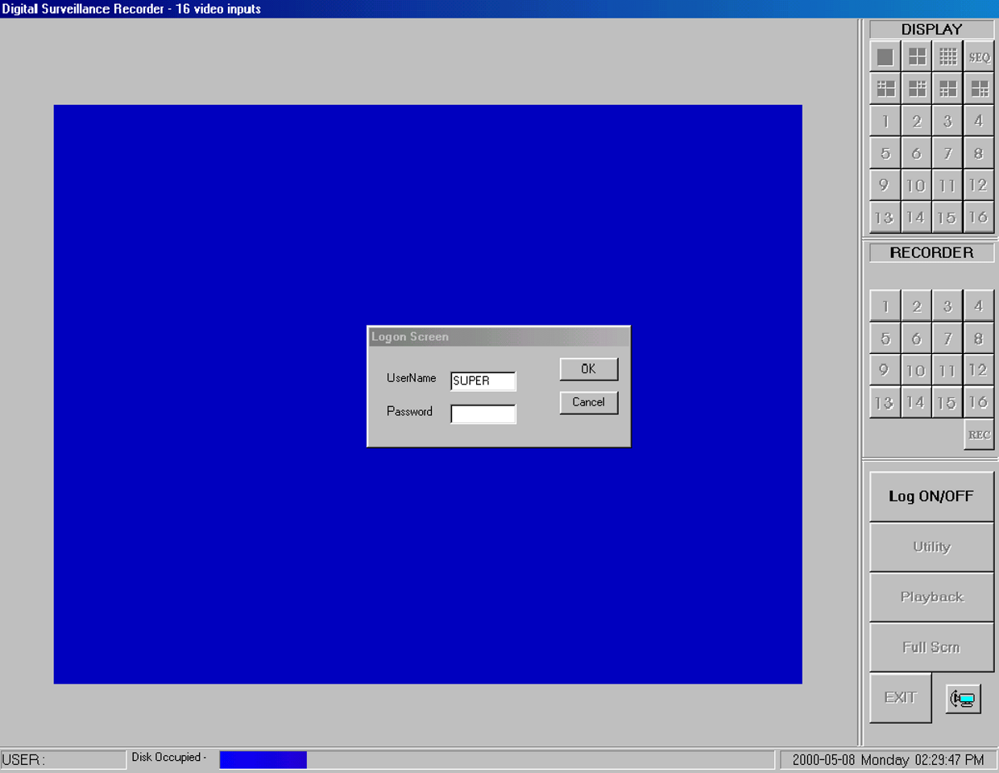 Digital Surveillance Recorder - 16 video inputs
DISPLAY
SEQ
1 2 3 4
5 6 7 8
9 10 11 12
13 14 15 16
RECORDER
1 2 3 4
5 6 7 8
9 10 11 12
13 14 15 16
REC
Logon Screen
UserName SUPER
OK
Password
Cancel
Log ON/OFF
Utility
Playback
Full Scrn
EXIT
USER :
Disk Occupied -
2000-05-08 Monday 02:29:47 PM